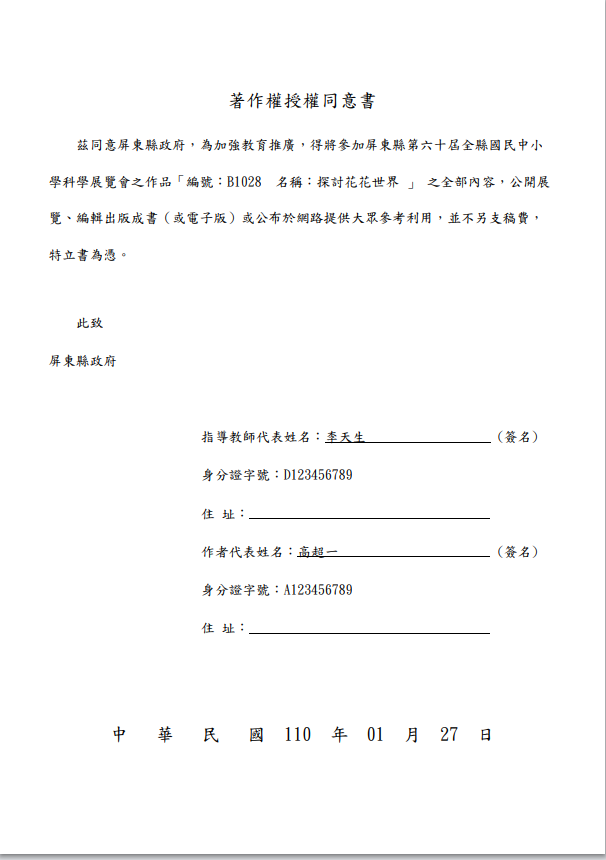 著作權授權同意書
茲同意屏東縣政府，為加強教育推廣，得將參加屏東縣第六十屆全縣國民中小
學科學展覽會之作品「編號：B1028 名稱：探討花花世界 」 之全部內容，公開展
覽、編輯出版成書（或電子版）或公布於網路提供大眾參考利用，並不另支稿費，
特立書為憑。
此致
屏東縣政府
指導教師代表姓名：李天生（簽名）
身分證字號：D123456789
住 址：
作者代表姓名：高超一（簽名）
身分證字號：A123456789
住 址：
中 華 民 國 110 年 01 月 27 日